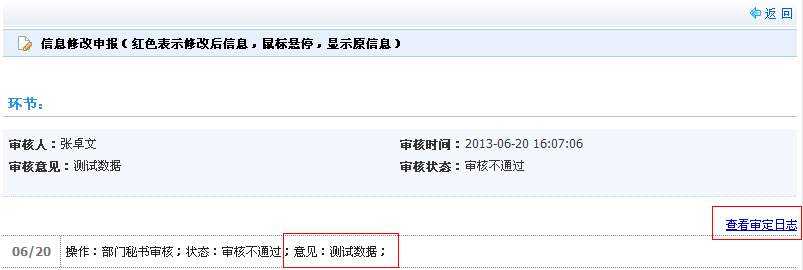 返 回
信息修改申报（红色表示修改后信息，鼠标是停，显示原信息）
环节：
审核人：张卓文 审核时间：2013-06-20 16:07:06
审核意见：测试数据 审核状态：审核不通过
查看审定日志
06/20 操作：部门秘书审核；状态：审核不通过；意见：测试数据；